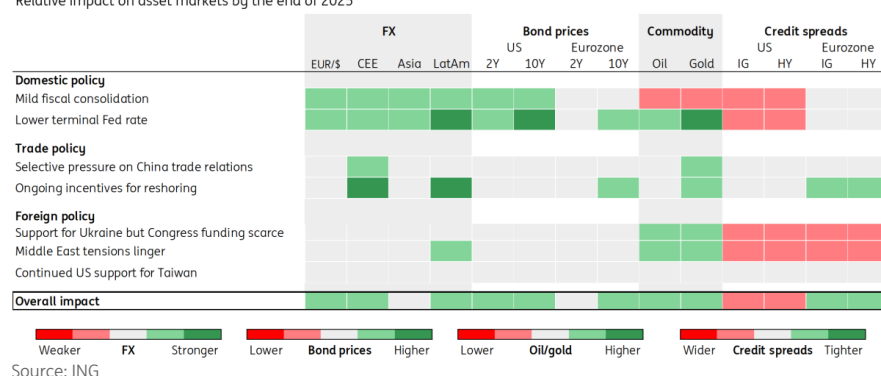 Relative impact on asset markets by the end of 2025
FX Bond prices Commodity Credit spreads
US Eurozone US Eurozone
EUR/$ CEE Asia LatAm 2Y 10Y 2Y 10Y Oil Gold IG HY IG HY
Domestic policy
Mild fiscal consolidation
Lower terminal Fed rate
Trade policy
Selective pressure on China trade relations
Ongoing incentives for reshoring
Foreign policy
Support for Ukraine but Congress funding scarce
Middle East tensions linger
Continued US support for Taiwan
Overall impact
Weaker FX Stronger Lower Bond prices Higher Lower Oil/gold Higher Wider Credit spreads Tighter
Source: ING